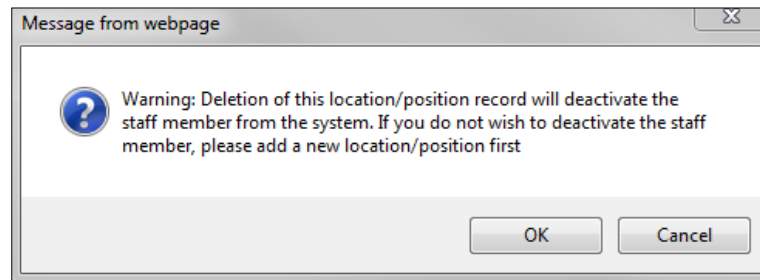 Message from webpage
Warning: Deletion of this location/position record will deactivate the
staff member from the system. If you do not wish to deactivate the staff
member, please add a new location/position first
OK
Cancel